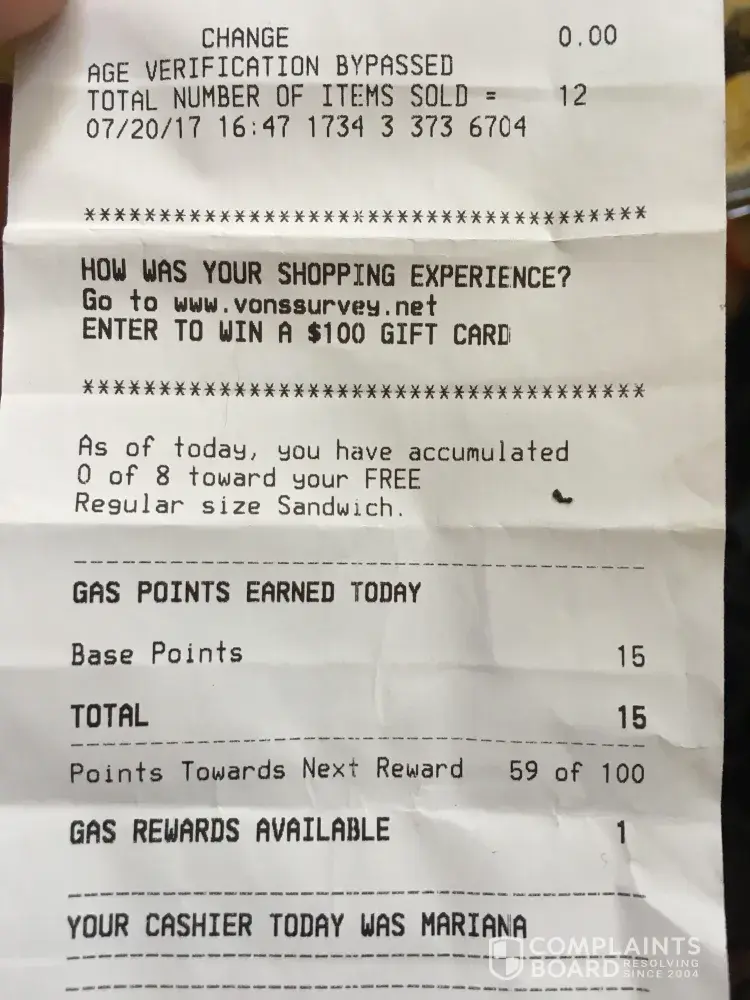 CHANGE 0.00
AGE VERIFICATION BYPASSED
TOTAL NUMBER OF ITEMS SOLD = 12
07/20/17 16:47 1734 3 373 6704
************************************
HOW WAS YOUR SHOPPING EXPERIENCE?
Go to www.vonssurvey.net
ENTER TO WIN A $100 GIFT CARD
************************************
As of today, you have accumulated
0 of 8 toward your FREE
Regular size Sandwich.
GAS POINTS EARNED TODAY
Base Points 15
TOTAL 15
Points Towards Next Reward 59 of 100
GAS REWARDS AVAILABLE 1
YOUR CASHIER TODAY WAS MARIANA
COMPLAINTS
BOARD RESOLVING
SINCE 2004